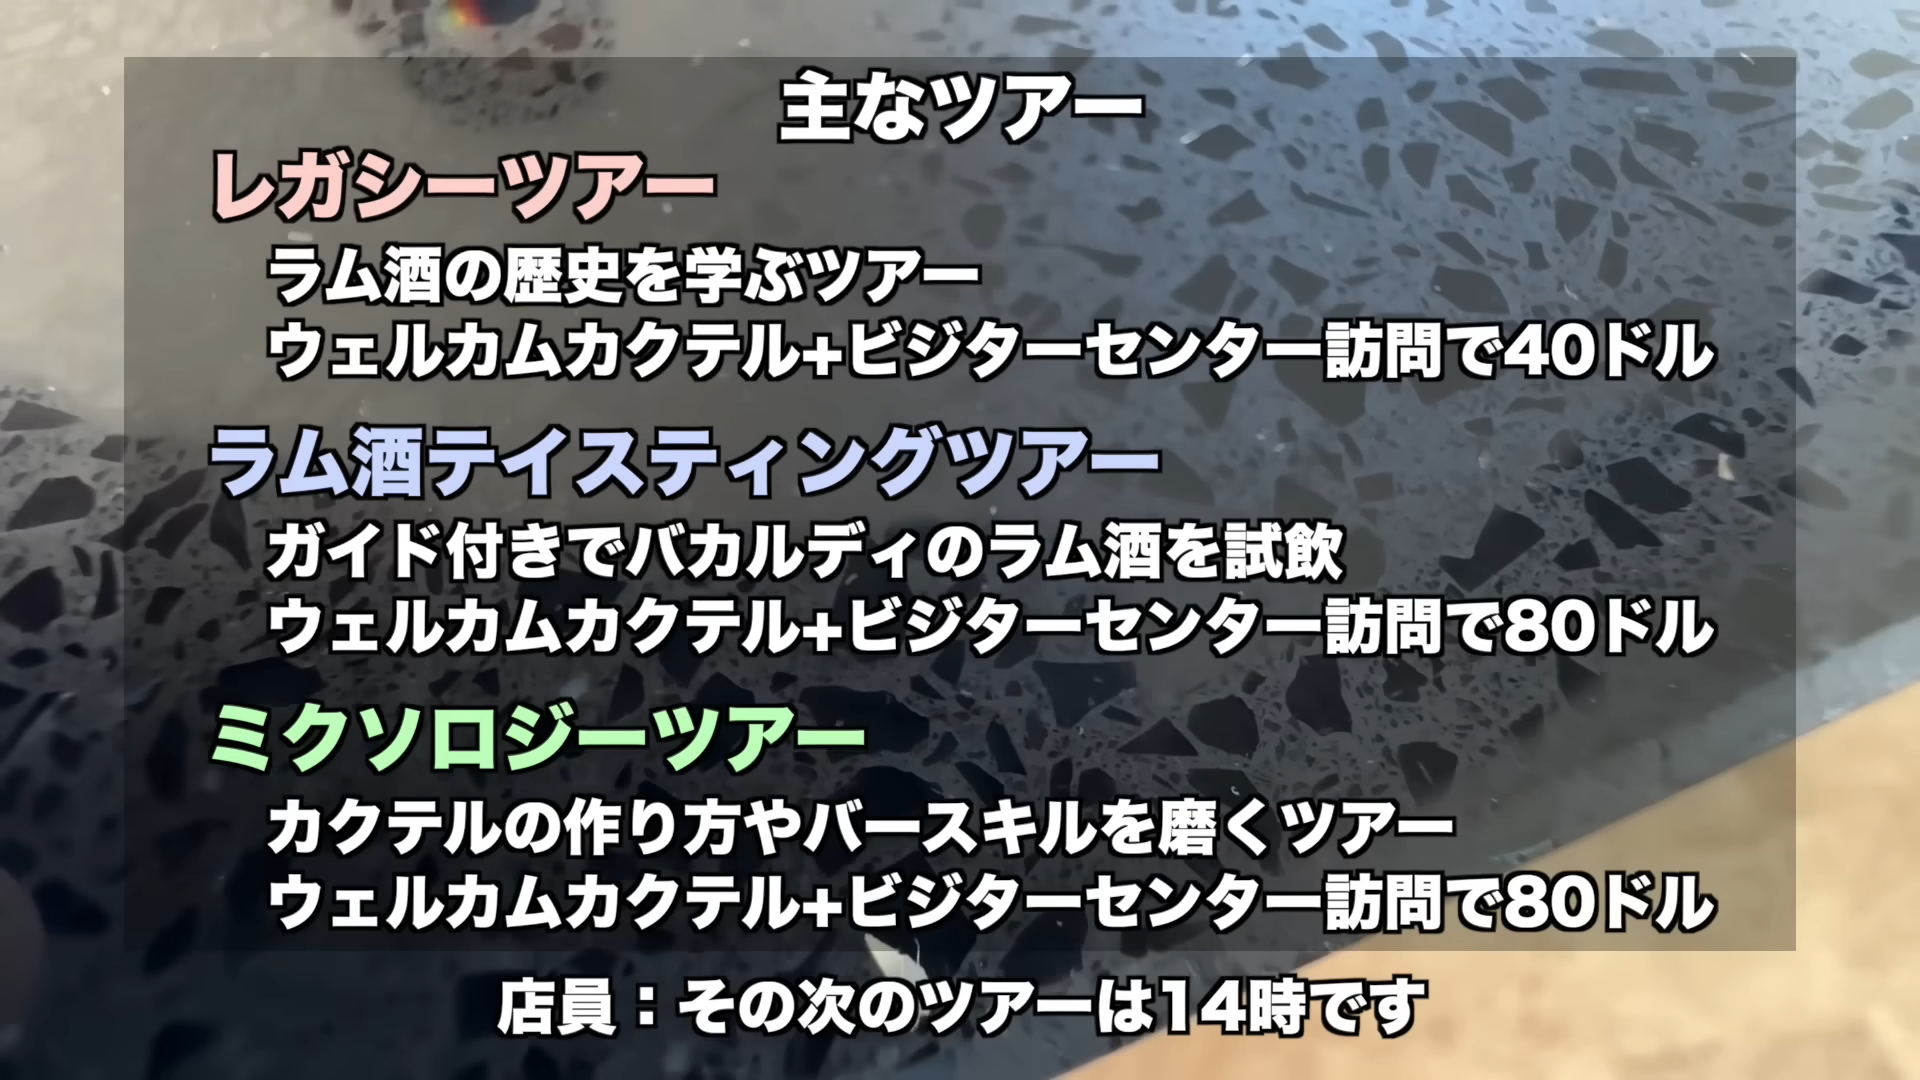 主なツアー
レガシーツアー
ラム酒の歴史を学ぶツアー
ウェルカムカクテル+ビジターセンター訪問で40ドル
ラム酒テイスティングツアー
ガイド付きでバカルディのラム酒を試飲
ウェルカムカクテル+ビジターセンター訪問で80ドル
ミクソロジーツアー
カクテルの作り方やバースキルを磨くツアー
ウェルカムカクテル+ビジターセンター訪問で80ドル
店員：その次のツアーは14時です